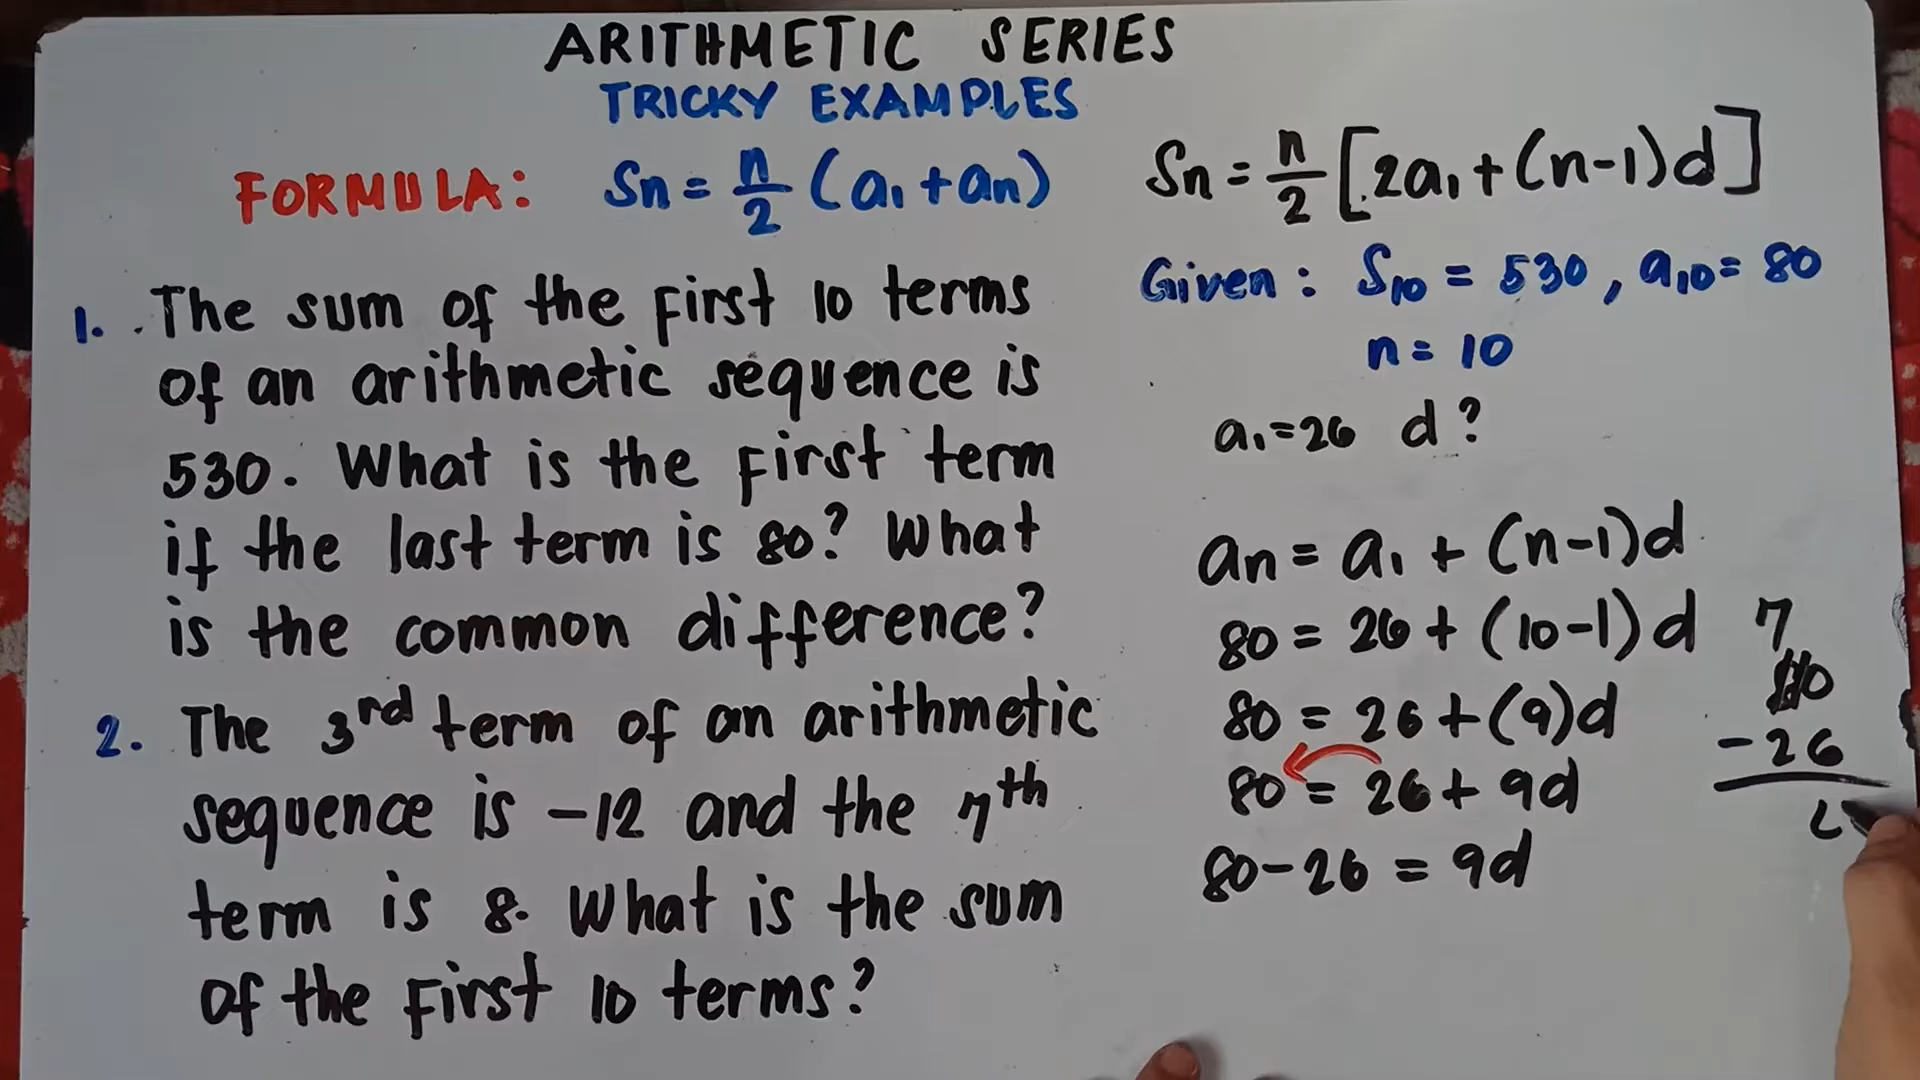 ARITHMETIC SERIES
TRICKY EXAMPLES
FORMULA: Sn = n/2 (a₁ + an)
Sn = n/2 [2a₁ + (n-1)d]
1. The sum of the first 10 terms
of an arithmetic sequence is
530. What is the first term
if the last term is 80? What
is the common difference?
2. The 3rd term of an arithmetic
sequence is -12 and the 7th
term is 8. What is the sum
of the first 10 terms?
Given: S₁₀ = 530, a₁₀ = 80
n = 10
a₁ = 26 d?
an = a₁ + (n-1)d
80 = 26 + (10-1)d
80 = 26 + (9)d
80 = 26 + 9d
80-26 = 9d
7
10
-26